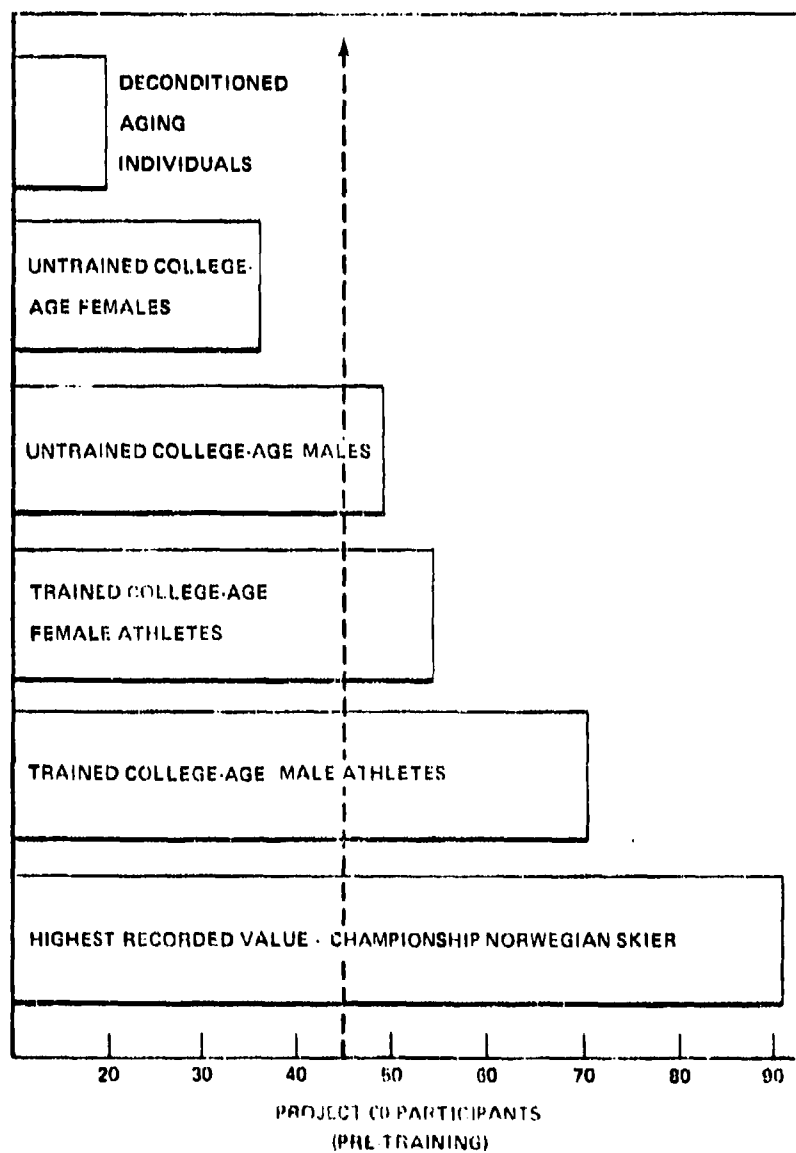 DECONDITIONED
AGING
INDIVIDUALS
UNTRAINED COLLEGE-
AGE FEMALES
UNTRAINED COLLEGE-AGE MALES
TRAINED COLLEGE-AGE
FEMALE ATHLETES
TRAINED COLLEGE-AGE MALE ATHLETES
HIGHEST RECORDED VALUE - CHAMPIONSHIP NORWEGIAN SKIER
20 30 40 50 60 70 80 90
PROJECT PARTICIPANTS
(PRE-TRAINING)